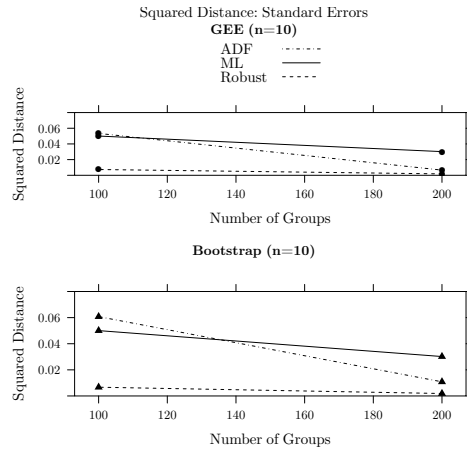 Squared Distance: Standard Errors
GEE (n=10)
ADF
ML
Robust
Squared Distance
0.06
0.04
0.02
100 120 140 160 180 200
Number of Groups
Bootstrap (n=10)
Squared Distance
0.06
0.04
0.02
100 120 140 160 180 200
Number of Groups